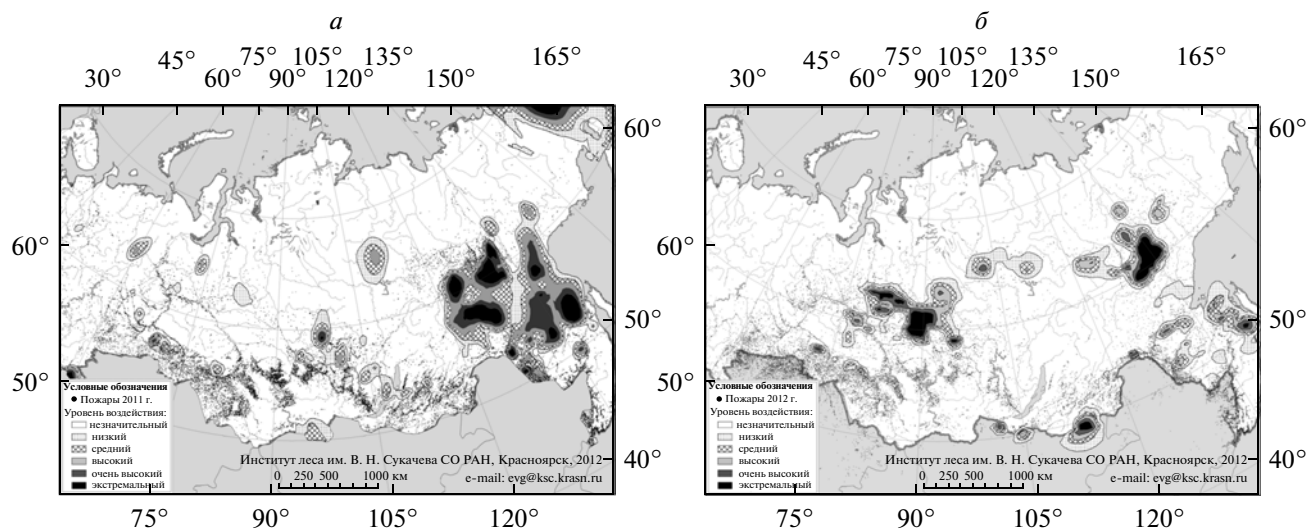 а
45° 75° 105° 135° 165°
30° 60° 90° 120° 150°
60°
60°
50°
50°
40°
Условные обозначения
Пожары 2011 г.
Уровень воздействия:
незначительный
низкий
средний
высокий
очень высокий
экстремальный
Институт леса им. В. Н. Сукачева СО РАН, Красноярск, 2012
0 250 500 1000 км
e-mail: evg@ksc.krasn.ru
75° 90° 105° 120°
б
45° 75° 105° 135° 165°
30° 60° 90° 120° 150°
60°
60°
50°
50°
40°
Условные обозначения
Пожары 2012 г.
Уровень воздействия:
незначительный
низкий
средний
высокий
очень высокий
экстремальный
Институт леса им. В. Н. Сукачева СО РАН, Красноярск, 2012
0 250 500 1000 км
e-mail: evg@ksc.krasn.ru
75° 90° 105° 120°